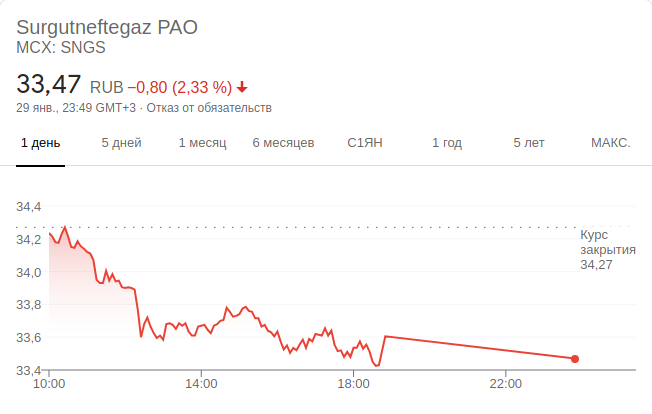 Surgutneftegaz PAO
MCX: SNGS
33,47 RUB −0,80 (2,33 %)
29 янв., 23:49 GMT+3 · Отказ от обязательств
1 день 5 дней 1 месяц 6 месяцев С1ЯН 1 год 5 лет МАКС.
34,4
34,2
34,0
33,8
33,6
33,4
Курс
закрытия
34,27
10:00 14:00 18:00 22:00